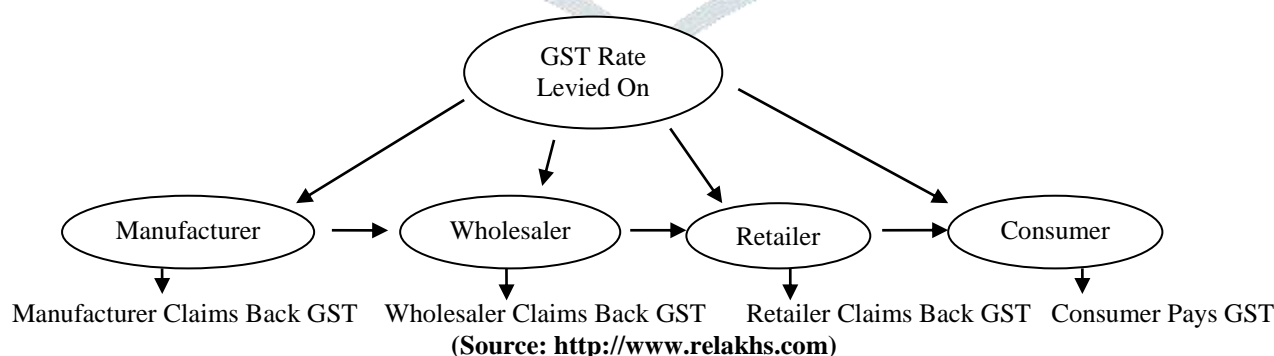 GST Rate
Levied On
Manufacturer
Wholesaler
Retailer
Consumer
Manufacturer Claims Back GST
Wholesaler Claims Back GST
Retailer Claims Back GST
Consumer Pays GST
(Source: http://www.relakhs.com)